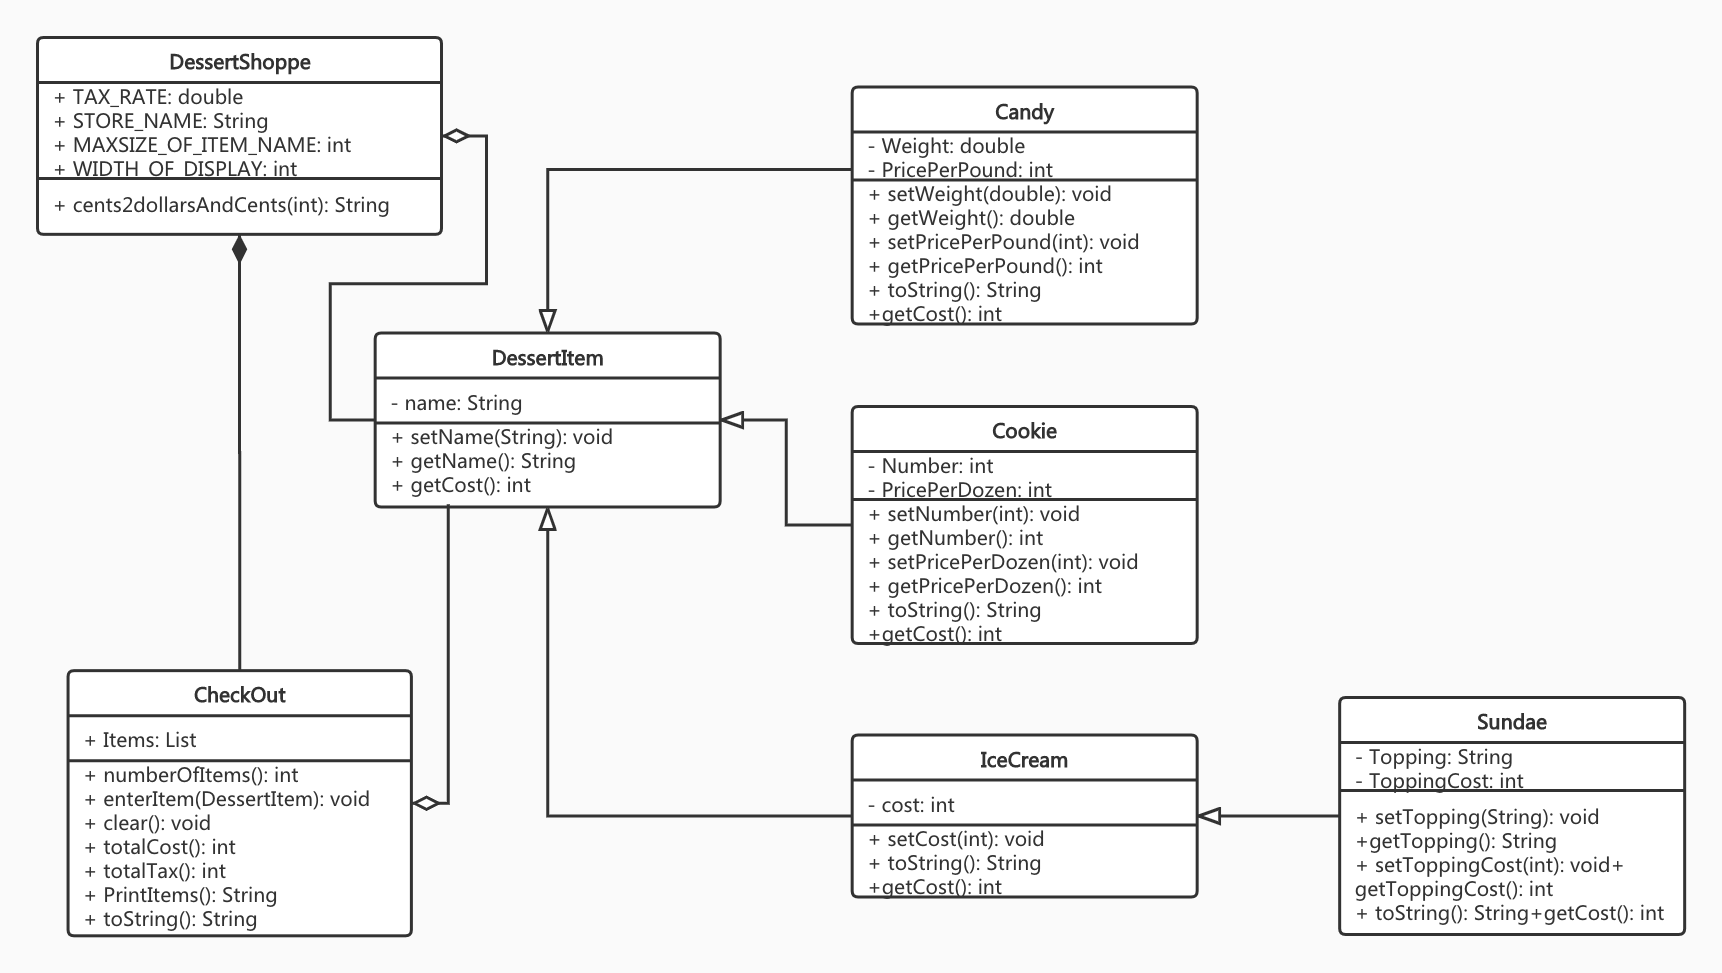 DessertShoppe
+ TAX_RATE: double
+ STORE_NAME: String
+ MAXSIZE_OF_ITEM_NAME: int
+ WIDTH_OF_DISPLAY: int
+ cents2dollarsAndCents(int): String
Candy
- Weight: double
- PricePerPound: int
+ setWeight(double): void
+ getWeight(): double
+ setPricePerPound(int): void
+ getPricePerPound(): int
+ toString(): String
+getCost(): int
DessertItem
- name: String
+ setName(String): void
+ getName(): String
+ getCost(): int
Cookie
- Number: int
- PricePerDozen: int
+ setNumber(int): void
+ getNumber(): int
+ setPricePerDozen(int): void
+ getPricePerDozen(): int
+ toString(): String
+getCost(): int
CheckOut
+ Items: List
+ numberOfItems(): int
+ enterItem(DessertItem): void
+ clear(): void
+ totalCost(): int
+ totalTax(): int
+ PrintItems(): String
+ toString(): String
IceCream
- cost: int
+ setCost(int): void
+ toString(): String
+getCost(): int
Sundae
- Topping: String
- ToppingCost: int
+ setTopping(String): void
+getTopping(): String
+ setToppingCost(int): void+
getToppingCost(): int
+ toString(): String+getCost(): int